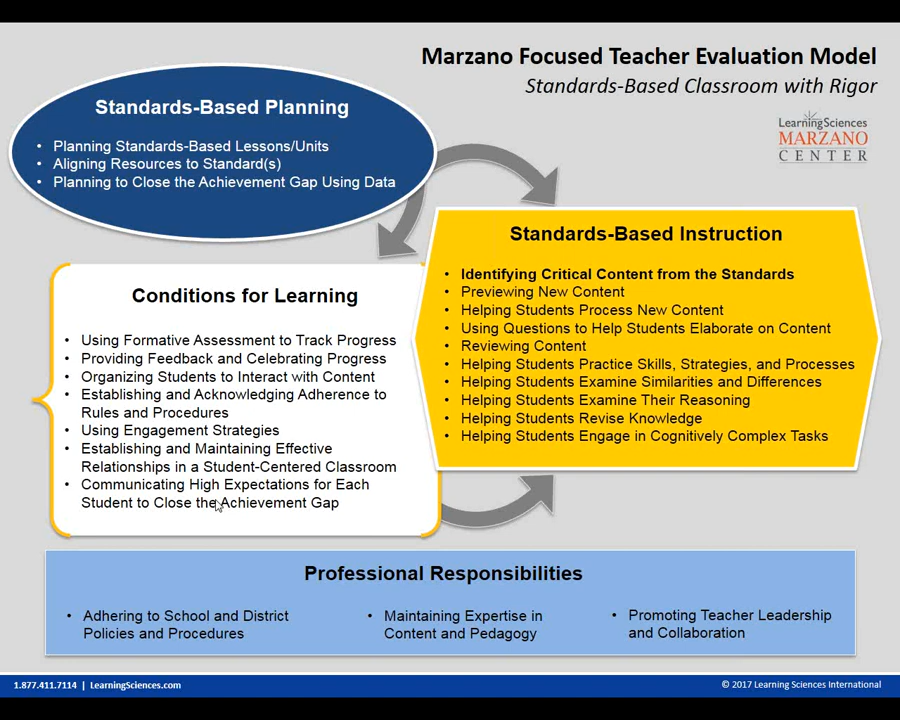 Marzano Focused Teacher Evaluation Model
Standards-Based Classroom with Rigor
LearningSciences
MARZANO
CENTER
Standards-Based Planning
• Planning Standards-Based Lessons/Units
• Aligning Resources to Standard(s)
• Planning to Close the Achievement Gap Using Data
Standards-Based Instruction
• Identifying Critical Content from the Standards
• Previewing New Content
• Helping Students Process New Content
• Using Questions to Help Students Elaborate on Content
• Reviewing Content
• Helping Students Practice Skills, Strategies, and Processes
• Helping Students Examine Similarities and Differences
• Helping Students Examine Their Reasoning
• Helping Students Revise Knowledge
• Helping Students Engage in Cognitively Complex Tasks
Conditions for Learning
• Using Formative Assessment to Track Progress
• Providing Feedback and Celebrating Progress
• Organizing Students to Interact with Content
• Establishing and Acknowledging Adherence to
Rules and Procedures
• Using Engagement Strategies
• Establishing and Maintaining Effective
Relationships in a Student-Centered Classroom
• Communicating High Expectations for Each
Student to Close the Achievement Gap
Professional Responsibilities
• Adhering to School and District
Policies and Procedures
• Maintaining Expertise in
Content and Pedagogy
• Promoting Teacher Leadership
and Collaboration
1.877.411.7114 | LearningSciences.com
© 2017 Learning Sciences International